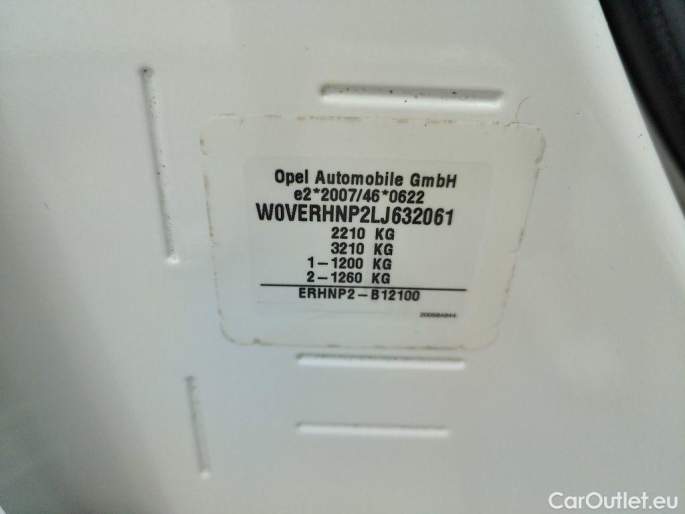 Opel Automobile GmbH
e2*2007/46*0622
W0VERHNP2LJ632061
2210 KG
3210 KG
1-1200 KG
2-1260 KG
ERHNP2-B12100
CarOutlet.eu